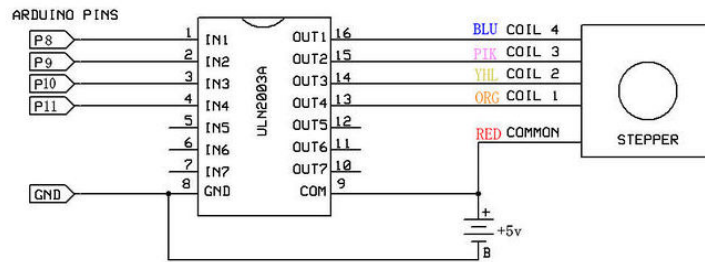 ARDUINO PINS
P8 1 IN1 OUT1 16 BLU COIL 4
P9 2 IN2 OUT2 15 PIK COIL 3
P10 3 IN3 OUT3 14 YHL COIL 2
P11 4 IN4 OUT4 13 ORG COIL 1
5 IN5 OUT5 12
6 IN6 OUT6 11
7 IN7 OUT7 10
GND 8 GND COM 9
ULN2003A
RED COMMON
STEPPER
+
+5v
B